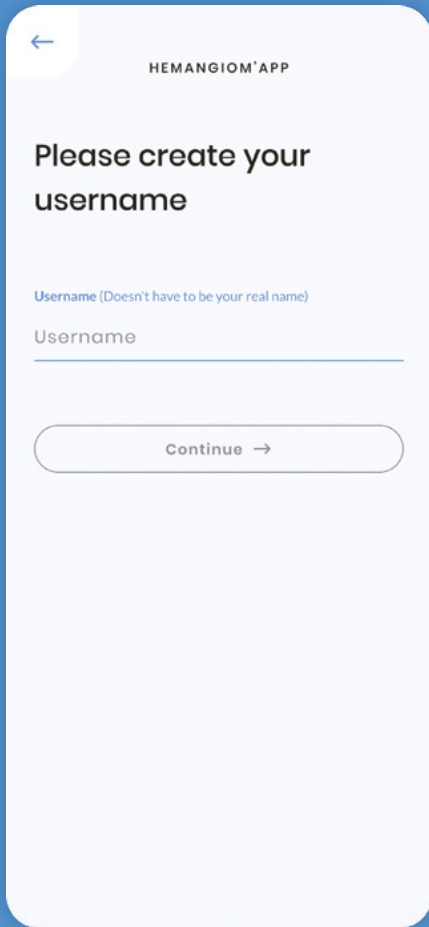 HEMANGIOM'APP
Please create your
username
Username (Doesn't have to be your real name)
Username
Continue →